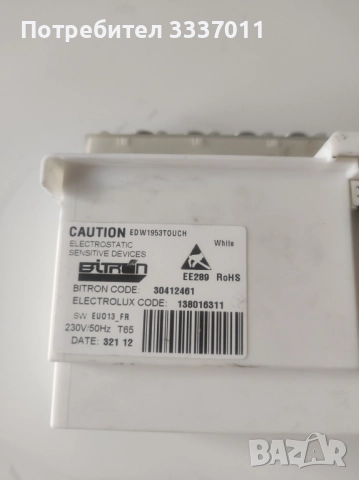 Потребител 3337011
CAUTION EDW1953TOUCH
ELECTROSTATIC
SENSITIVE DEVICES
White
BITRON
EE289 RoHS
BITRON CODE: 30412461
ELECTROLUX CODE: 138016311
SW EU013_FR
230V/50Hz T65
DATE: 321 12
BAZAR